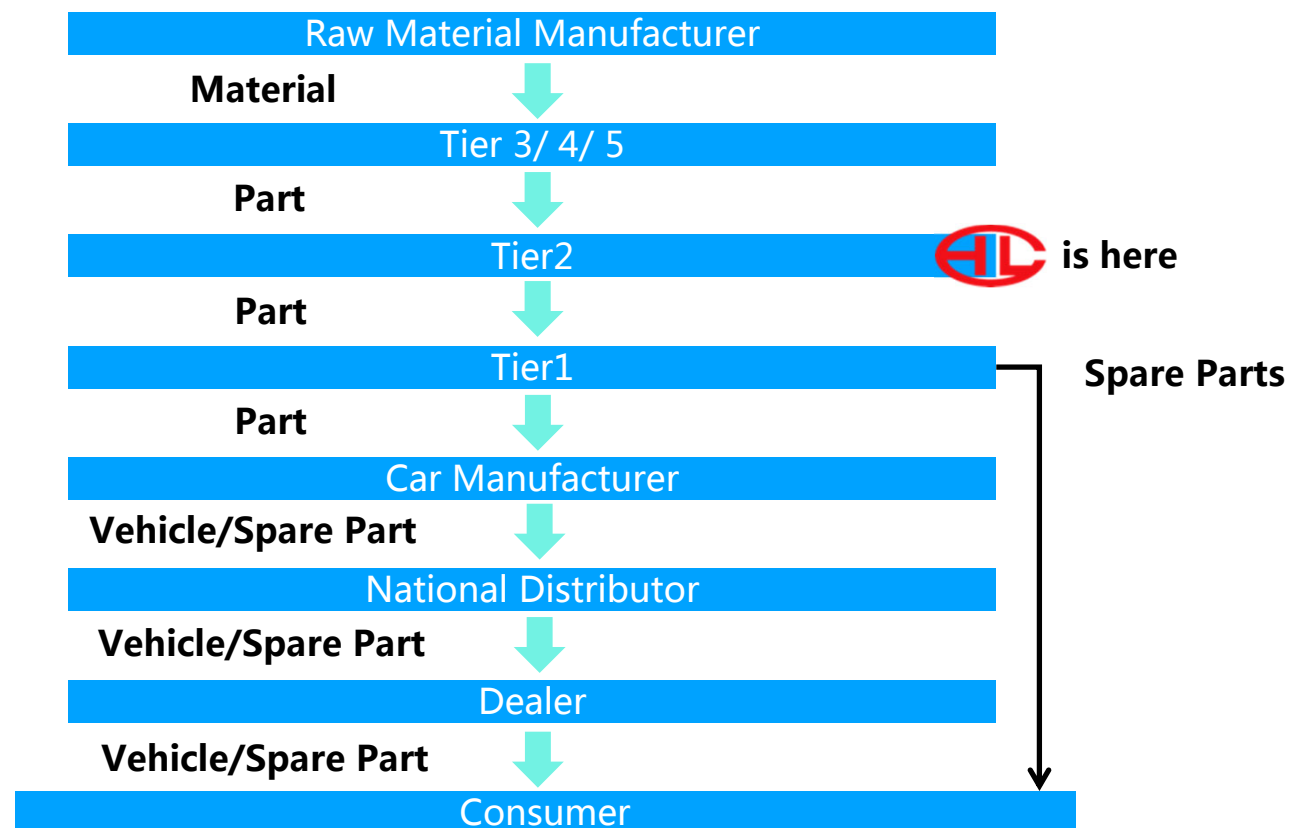 Raw Material Manufacturer
Material
Tier 3/ 4/ 5
Part
Tier2
HLC is here
Part
Tier1
Spare Parts
Part
Car Manufacturer
Vehicle/Spare Part
National Distributor
Vehicle/Spare Part
Dealer
Vehicle/Spare Part
Consumer